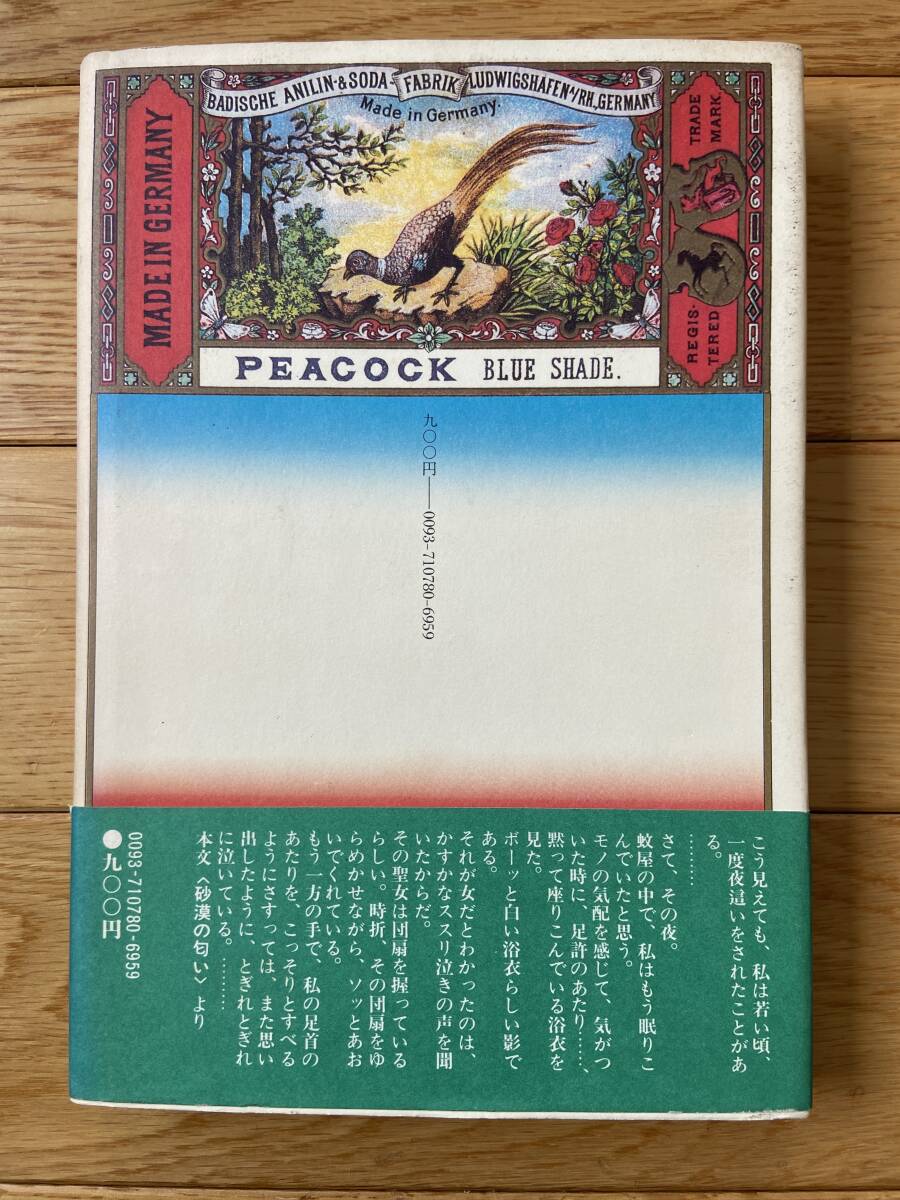 BADISCHE ANILIN-&SODA-FABRIK LUDWIGSHAFEN a/RH, GERMANY
Made in Germany.
MADE IN GERMANY
TRADE
MARK
REGIS-
TERED
PEACOCK BLUE SHADE.
九〇〇円——0093-710780-6959
こう見えても、私は若い頃、
一度夜這いをされたことがあ
る。
………
さて、その夜。
蚊屋の中で、私はもう眠りこ
んでいたと思う。
モノの気配を感じて、気がつ
いた時に、足許のあたり……、
黙って座りこんでいる浴衣を
見た。
ボーッと白い浴衣らしい影で
ある。
それが女だとわかったのは、
かすかなススリ泣きの声を聞
いたからだ。
その聖女は団扇を握っている
らしい。時折、その団扇をゆ
らめかせながら、ソッとあお
いでくれている。
もう一方の手で、私の足首の
あたりを、こっそりとすべる
ようにさすっては、また思い
出したように、とぎれとぎれ
に泣いている。………
本文〈砂漠の匂い〉より
0093-710780-6959
●九〇〇円